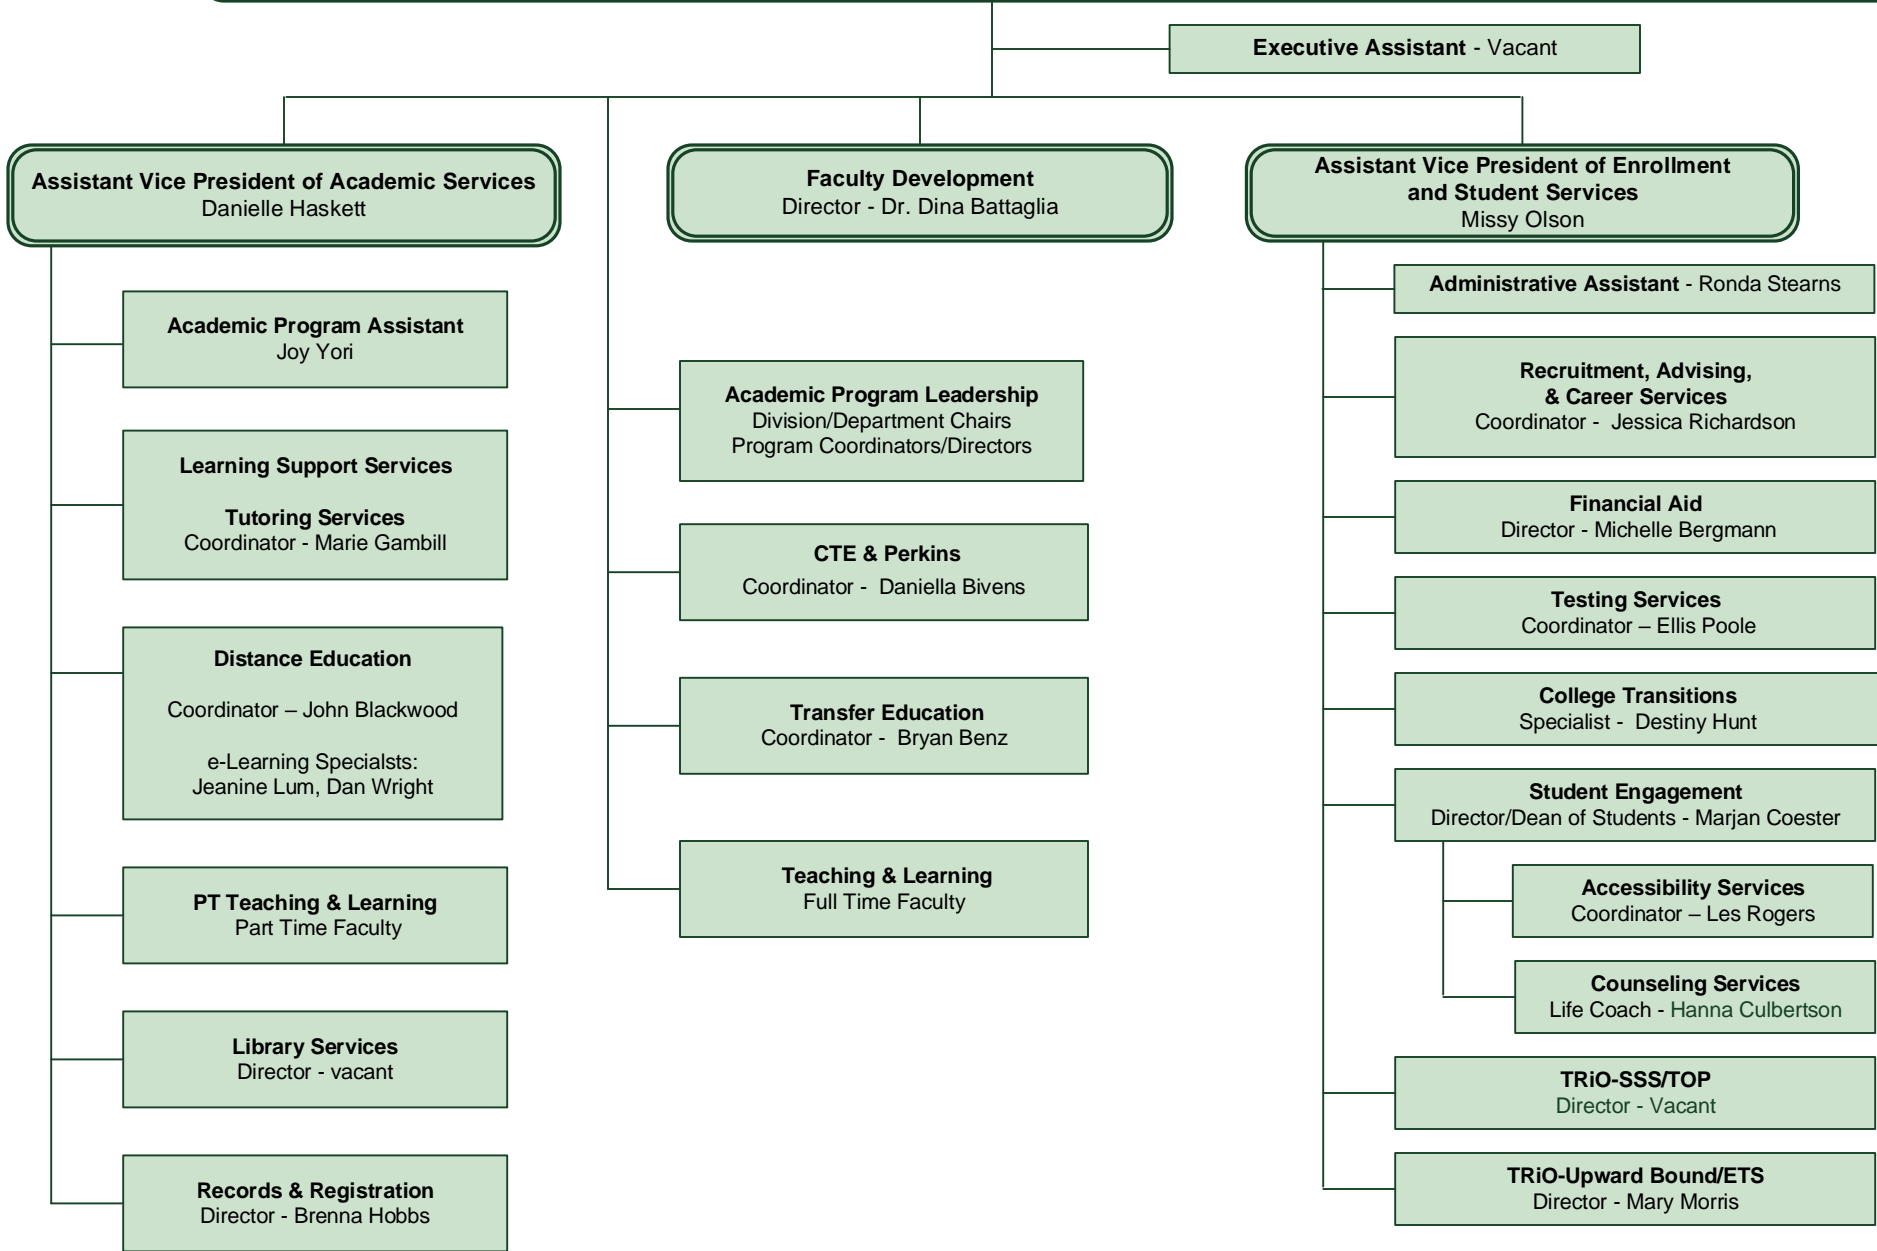 Executive Assistant - Vacant
Assistant Vice President of Academic Services
Danielle Haskett
Academic Program Assistant
Joy Yori
Learning Support Services
Tutoring Services
Coordinator - Marie Gambill
Distance Education
Coordinator – John Blackwood
e-Learning Specialsts:
Jeanine Lum, Dan Wright
PT Teaching & Learning
Part Time Faculty
Library Services
Director - vacant
Records & Registration
Director - Brenna Hobbs
Faculty Development
Director - Dr. Dina Battaglia
Academic Program Leadership
Division/Department Chairs
Program Coordinators/Directors
CTE & Perkins
Coordinator -  Daniella Bivens
Transfer Education
Coordinator -  Bryan Benz
Teaching & Learning
Full Time Faculty
Assistant Vice President of Enrollment
and Student Services
Missy Olson
Administrative Assistant - Ronda Stearns
Recruitment, Advising,
& Career Services
Coordinator -  Jessica Richardson
Financial Aid
Director - Michelle Bergmann
Testing Services
Coordinator – Ellis Poole
College Transitions
Specialist -  Destiny Hunt
Student Engagement
Director/Dean of Students - Marjan Coester
Accessibility Services
Coordinator – Les Rogers
Counseling Services
Life Coach - Hanna Culbertson
TRiO-SSS/TOP
Director - Vacant
TRiO-Upward Bound/ETS
Director - Mary Morris